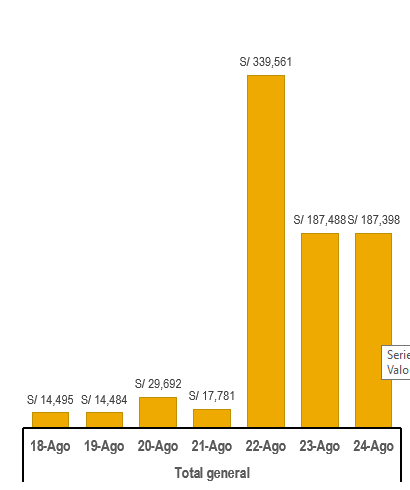 S/ 339,561
S/ 187,488 S/ 187,398
S/ 29,692
S/ 14,495 S/ 14,484 S/ 17,781
Serie
Valo
18-Ago 19-Ago 20-Ago 21-Ago 22-Ago 23-Ago 24-Ago
Total general